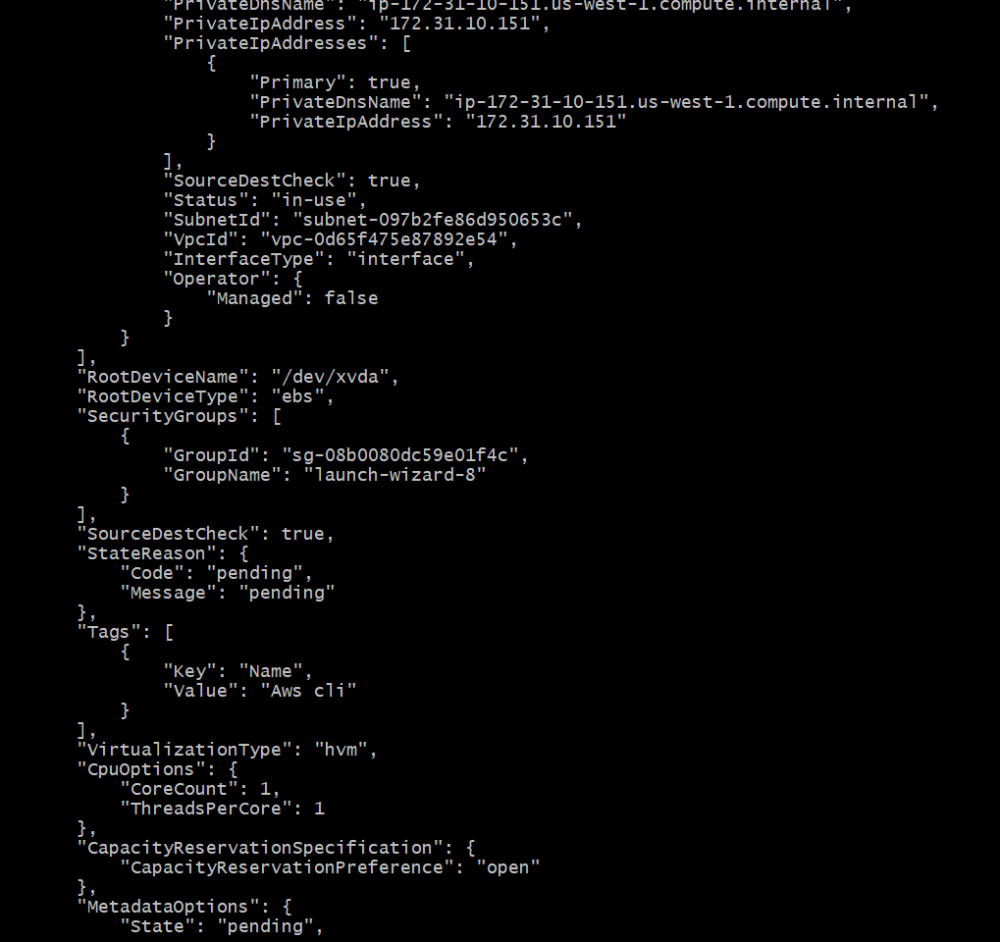 "PrivateDnsName": "ip-172-31-10-151.us-west-1.compute.internal",
"PrivateIpAddress": "172.31.10.151",
"PrivateIpAddresses": [
{
"Primary": true,
"PrivateDnsName": "ip-172-31-10-151.us-west-1.compute.internal",
"PrivateIpAddress": "172.31.10.151"
}
],
"SourceDestCheck": true,
"Status": "in-use",
"SubnetId": "subnet-097b2fe86d950653c",
"VpcId": "vpc-0d65f475e87892e54",
"InterfaceType": "interface",
"Operator": {
"Managed": false
}
}
],
"RootDeviceName": "/dev/xvda",
"RootDeviceType": "ebs",
"SecurityGroups": [
{
"GroupId": "sg-08b0080dc59e01f4c",
"GroupName": "launch-wizard-8"
}
],
"SourceDestCheck": true,
"StateReason": {
"Code": "pending",
"Message": "pending"
},
"Tags": [
{
"Key": "Name",
"Value": "Aws cli"
}
],
"VirtualizationType": "hvm",
"CpuOptions": {
"CoreCount": 1,
"ThreadsPerCore": 1
},
"CapacityReservationSpecification": {
"CapacityReservationPreference": "open"
},
"MetadataOptions": {
"State": "pending",